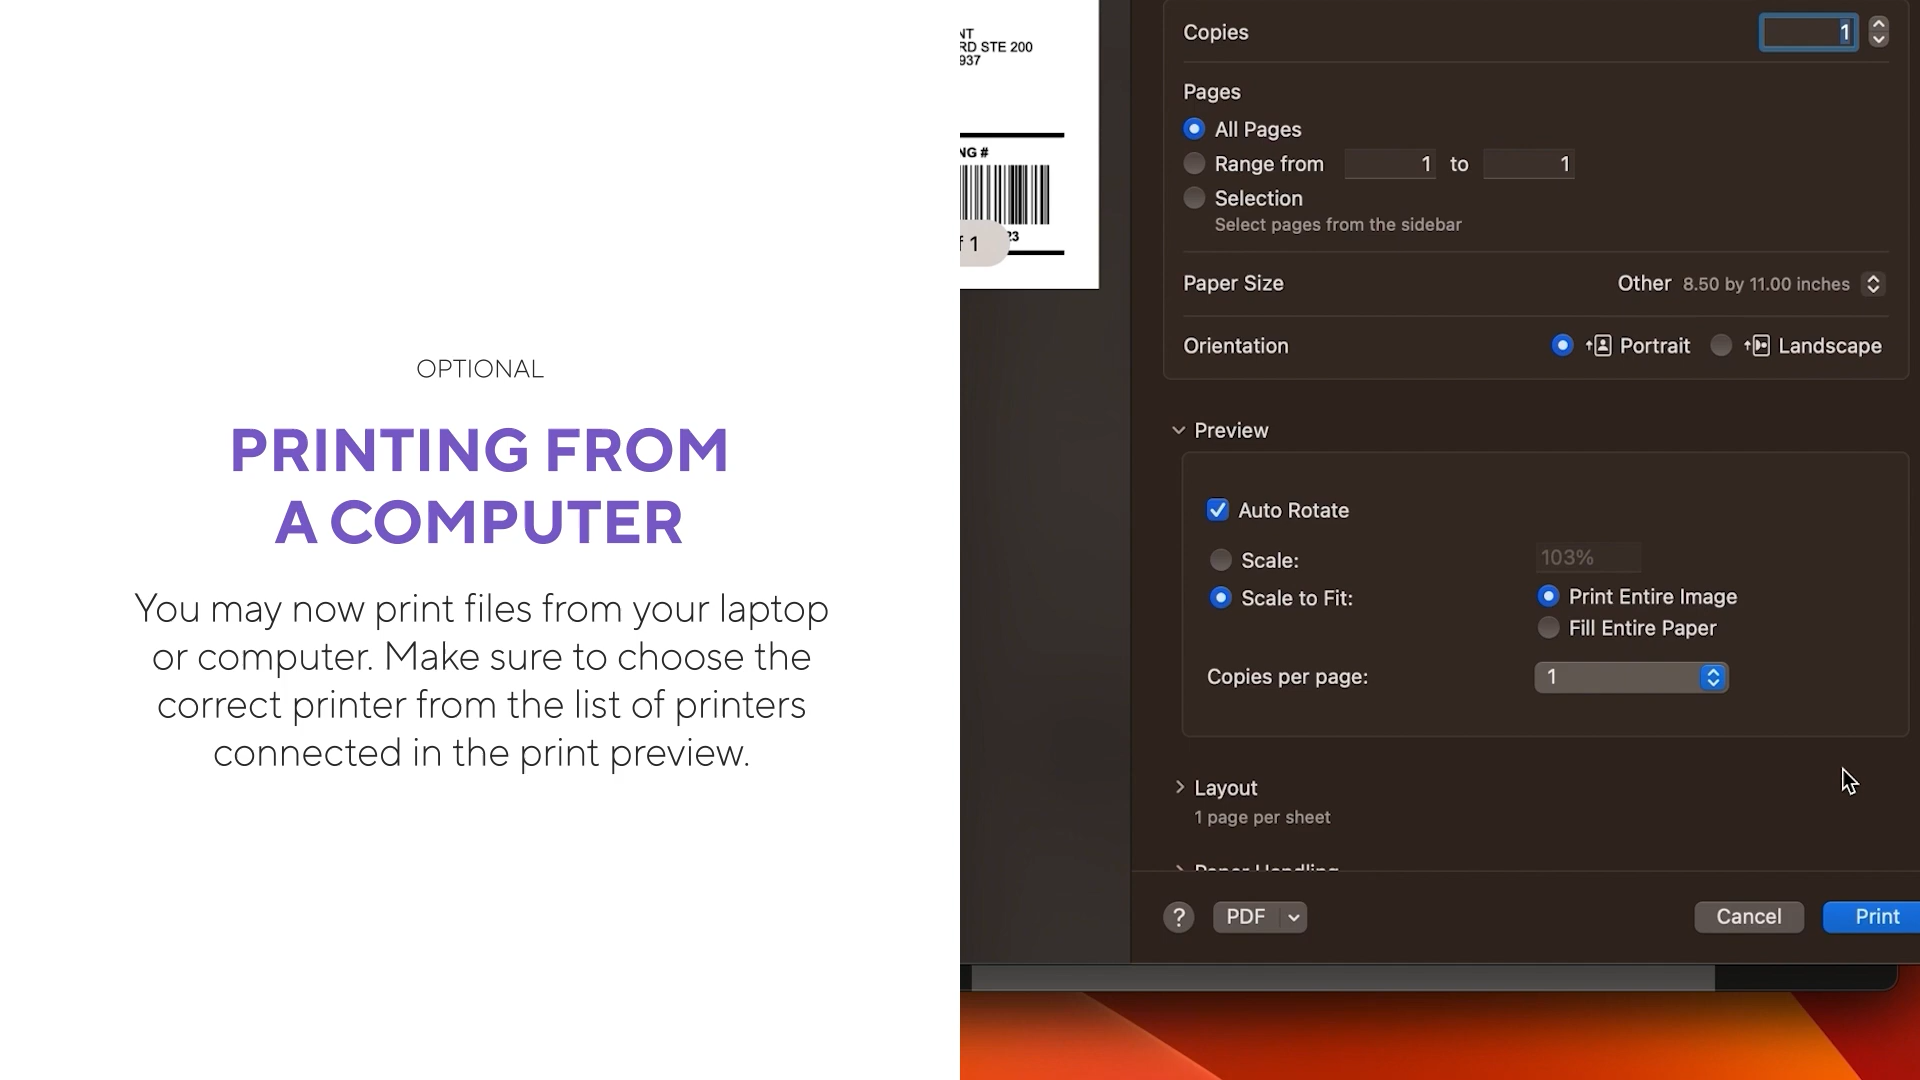 OPTIONAL
PRINTING FROM
A COMPUTER
You may now print files from your laptop
or computer. Make sure to choose the
correct printer from the list of printers
connected in the print preview.
NT
RD STE 200
937
NG #
23
f 1
Copies 1
Pages
All Pages
Range from 1 to 1
Selection
Select pages from the sidebar
Paper Size Other 8.50 by 11.00 inches
Orientation Portrait Landscape
Preview
Auto Rotate
Scale: 103%
Scale to Fit: Print Entire Image
Fill Entire Paper
Copies per page: 1
Layout
1 page per sheet
Paper Handling
? PDF Cancel Print